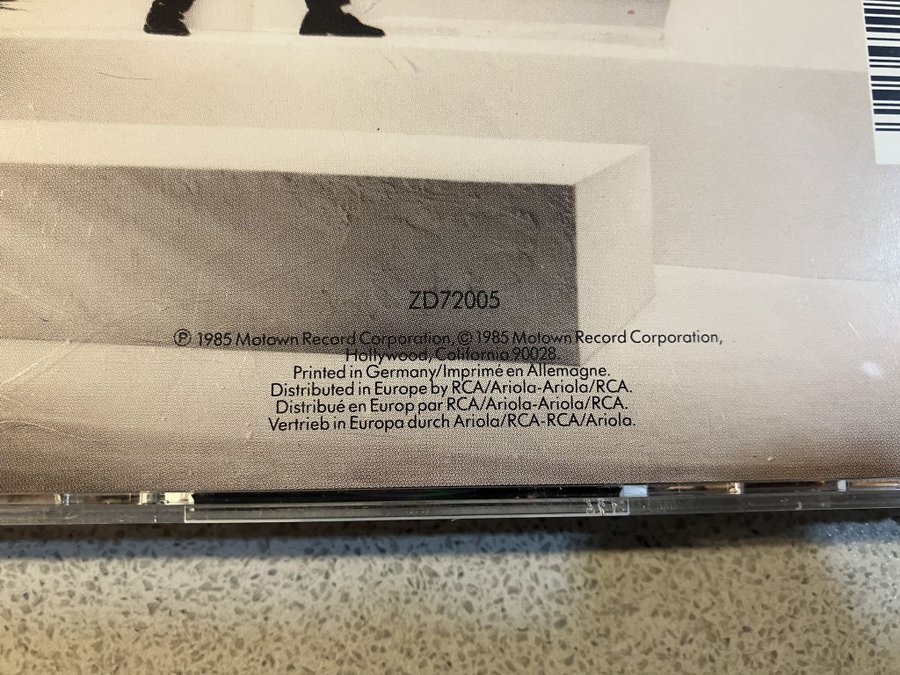 ZD72005
℗ 1985 Motown Record Corporation, © 1985 Motown Record Corporation,
Hollywood, California 90028.
Printed in Germany/Imprimé en Allemagne.
Distributed in Europe by RCA/Ariola-Ariola/RCA.
Distribué en Europ par RCA/Ariola-Ariola/RCA.
Vertrieb in Europa durch Ariola/RCA-RCA/Ariola.